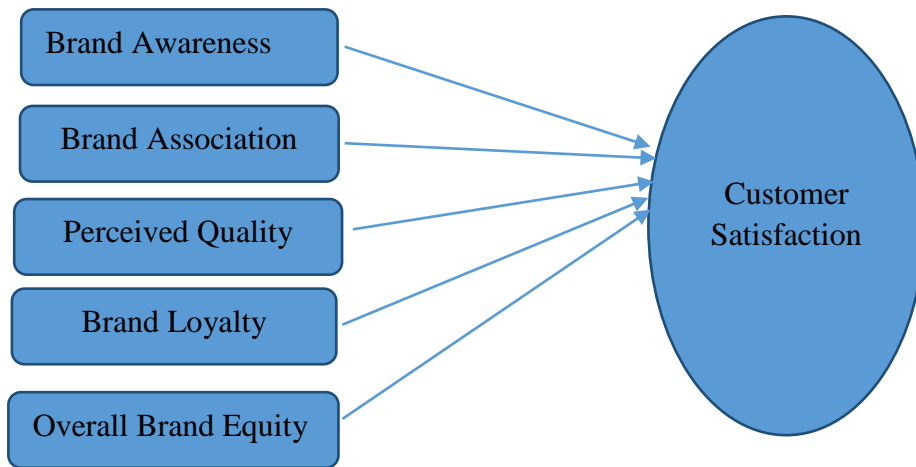 Brand Awareness
Brand Association
Perceived Quality
Brand Loyalty
Overall Brand Equity
Customer
Satisfaction